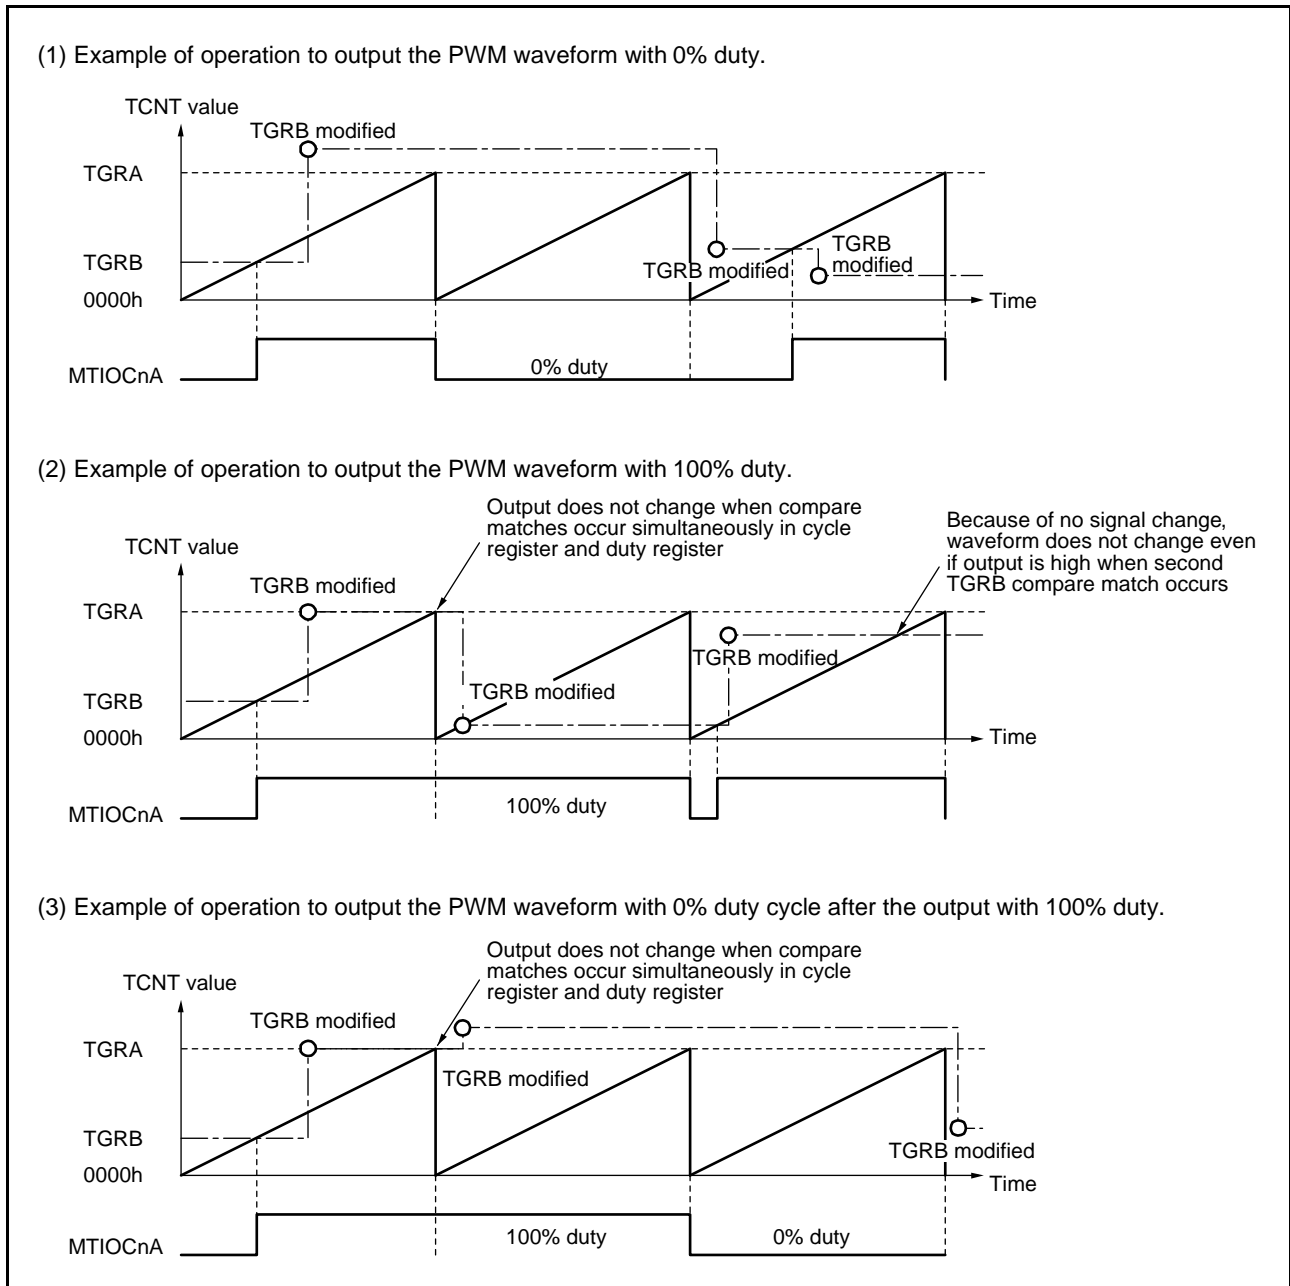 (1) Example of operation to output the PWM waveform with 0% duty.
TCNT value
TGRB modified
TGRA
TGRB
modified
TGRB
TGRB modified
0000h
Time
0% duty
MTIOCnA
(2) Example of operation to output the PWM waveform with 100% duty.
Output does not change when compare
matches occur simultaneously in cycle
register and duty register
Because of no signal change,
waveform does not change even
if output is high when second
TGRB compare match occurs
TCNT value
TGRB modified
TGRA
TGRB modified
TGRB modified
TGRB
0000h
Time
100% duty
MTIOCnA
(3) Example of operation to output the PWM waveform with 0% duty cycle after the output with 100% duty.
Output does not change when compare
matches occur simultaneously in cycle
register and duty register
TCNT value
TGRB modified
TGRA
TGRB modified
TGRB
TGRB modified
0000h
Time
100% duty
0% duty
MTIOCnA